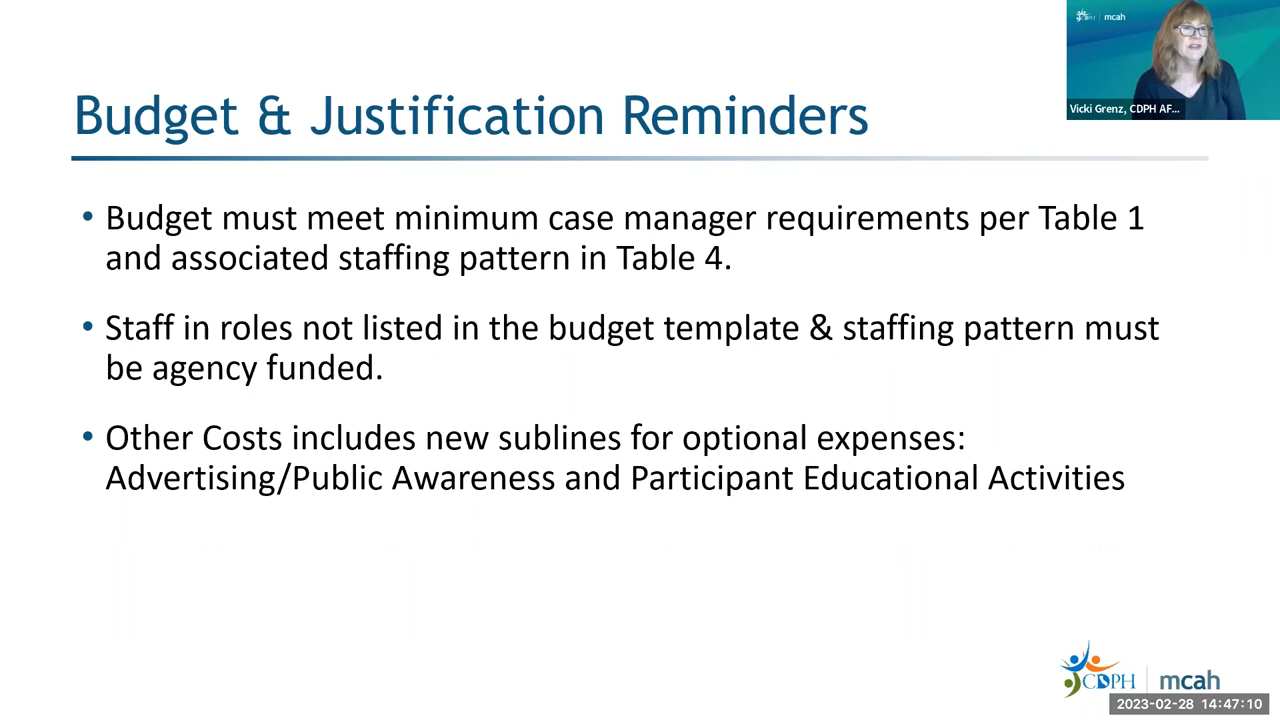 CDPH mcah
Vicki Grenz, CDPH AF...
Budget & Justification Reminders
• Budget must meet minimum case manager requirements per Table 1
and associated staffing pattern in Table 4.
• Staff in roles not listed in the budget template & staffing pattern must
be agency funded.
• Other Costs includes new sublines for optional expenses:
Advertising/Public Awareness and Participant Educational Activities
CDPH mcah
2023-02-28 14:47:10